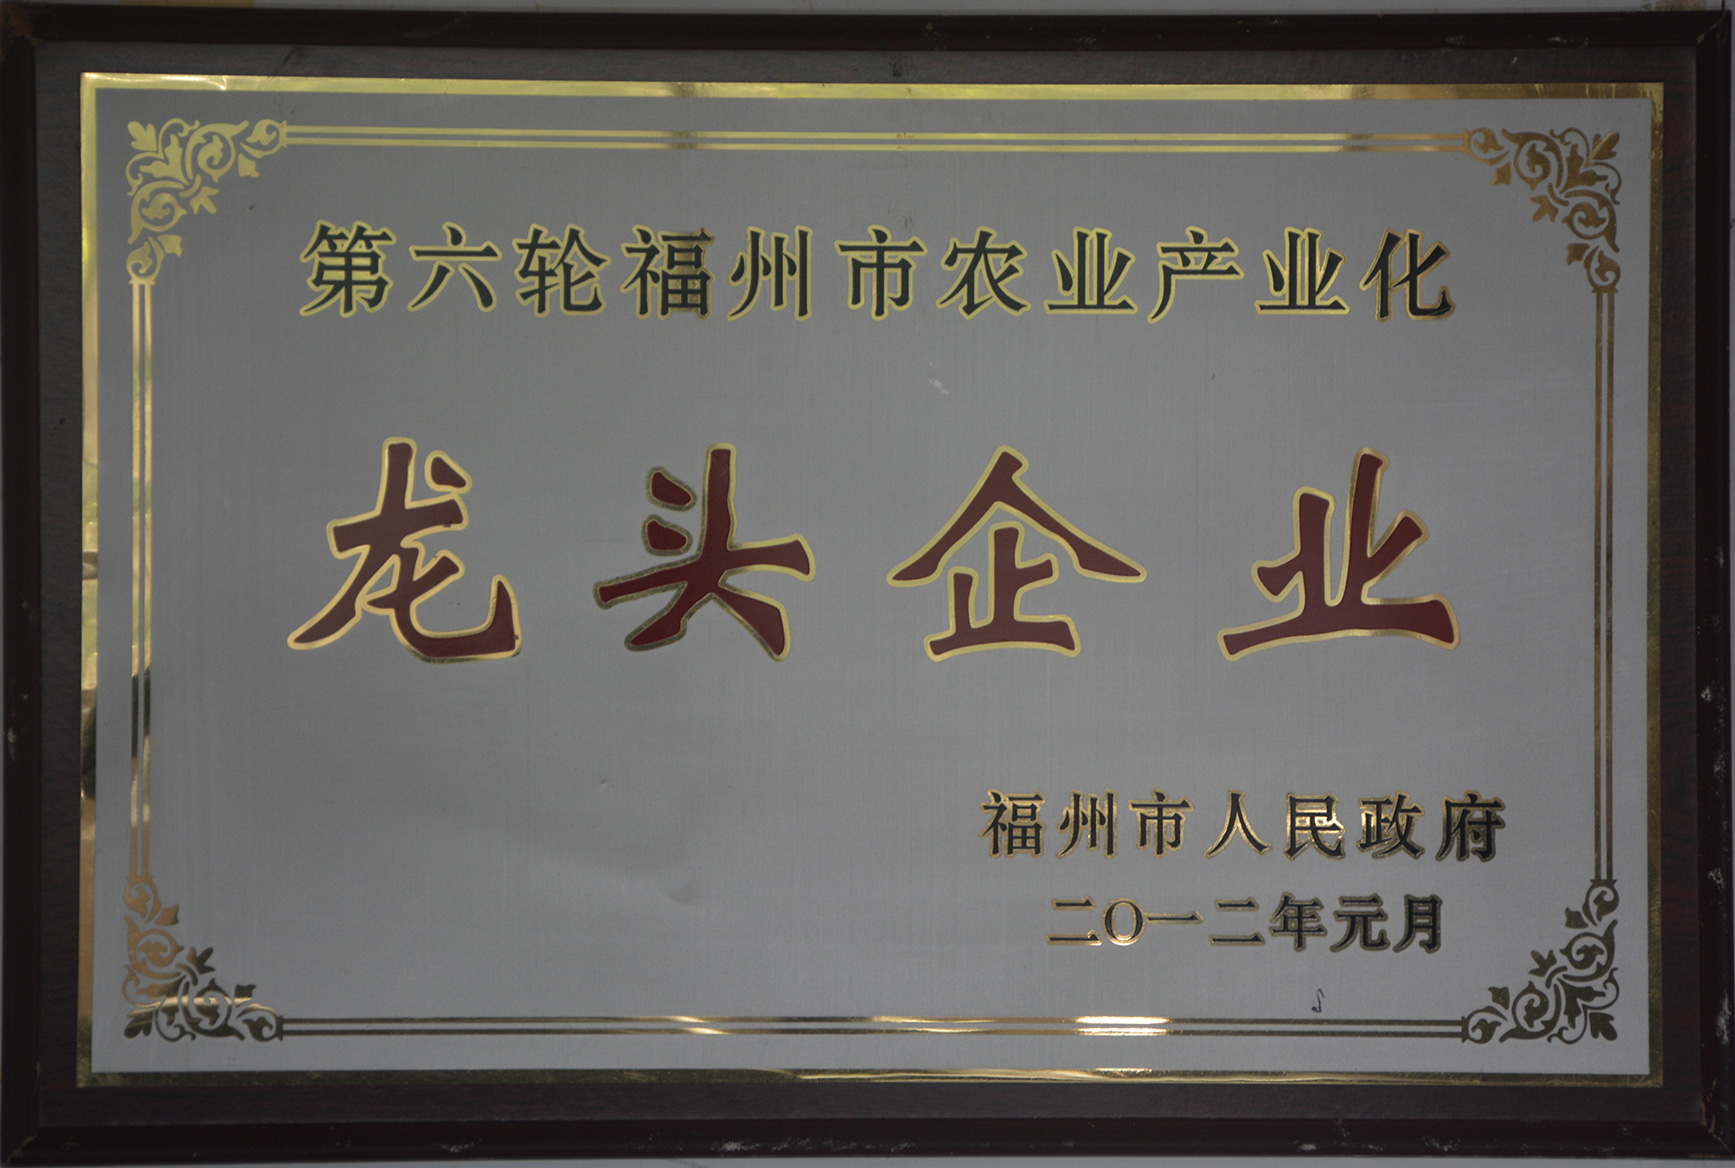 第六轮福州市农业产业化
龙头企业
福州市人民政府
二〇一二年元月